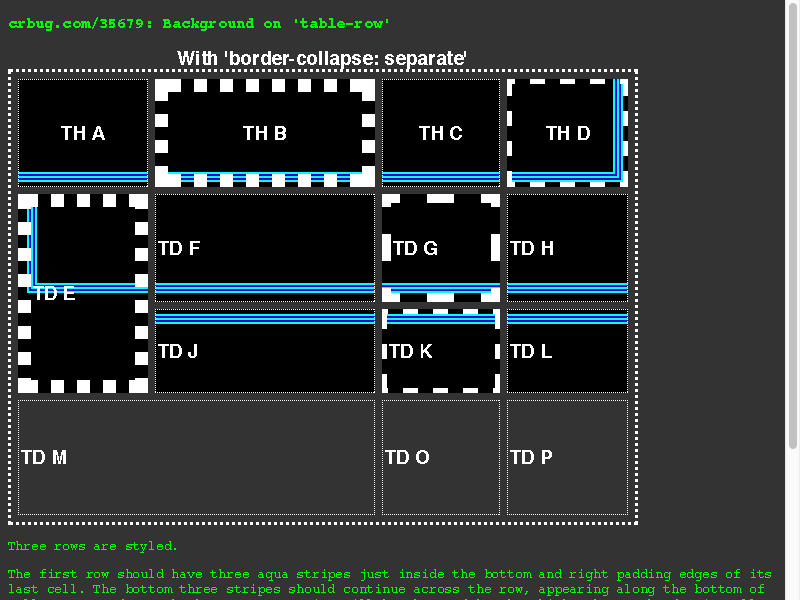 crbug.com/35679: Background on 'table-row'
With 'border-collapse: separate'
TH A TH B TH C TH D
TD E TD F TD G TD H
TD J TD K TD L
TD M TD O TD P
Three rows are styled.
The first row should have three aqua stripes just inside the bottom and right padding edges of its
last cell. The bottom three stripes should continue across the row, appearing along the bottom of